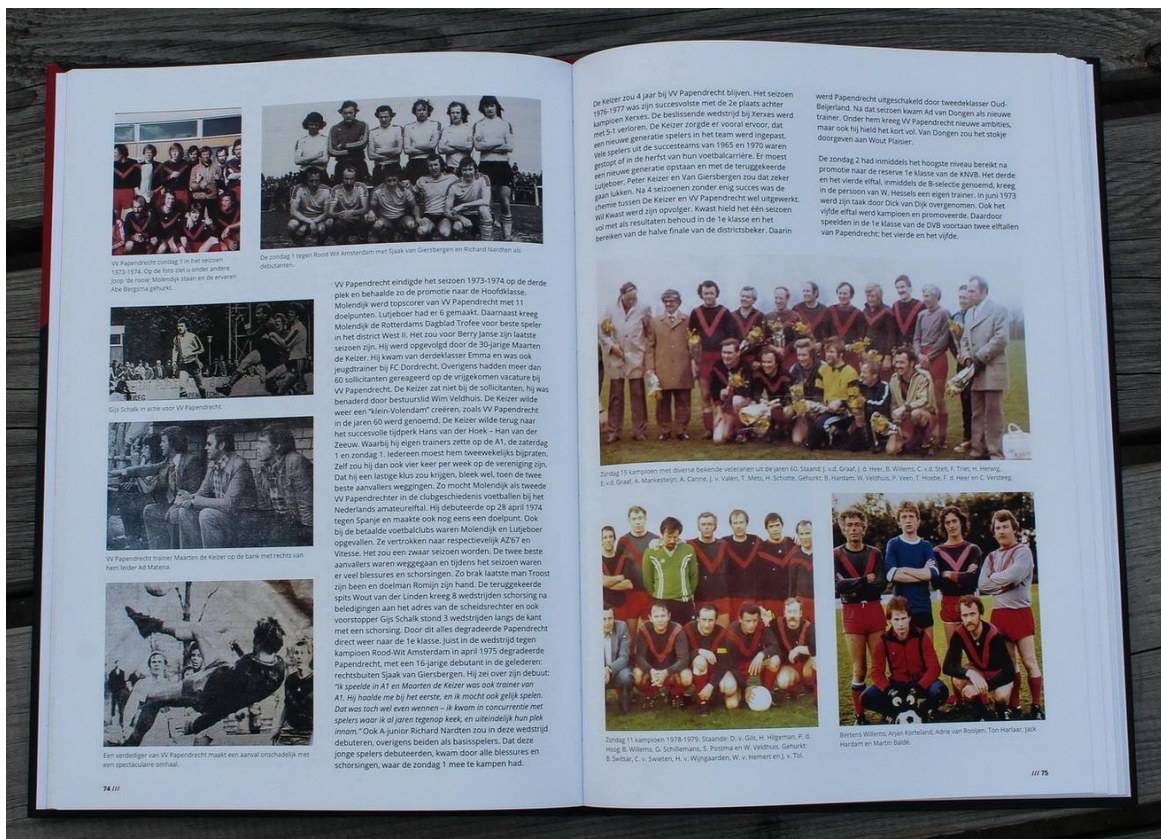 VV Papendrecht zondag 1 in het seizoen
1973-1974. Op de foto ziet u onder andere
Joop 'de rooie' Molendijk staan en de ervaren
Abe Bergsma gehurkt.
De zondag 1 tegen Rood Wit Amsterdam met Sjaak van Giersbergen en Richard Nardten als
debutanten.
Gijs Schalk in actie voor VV Papendrecht.
VV Papendrecht trainer Maarten de Keizer op de bank met rechts van
hem leider Ad Matena.
Een verdediger van VV Papendrecht maakt een aanval onschadelijk met
een spectaculaire omhaal.
VV Papendrecht eindigde het seizoen 1973-1974 op de derde
plek en behaalde zo de promotie naar de Hoofdklasse.
Molendijk werd topscorer van VV Papendrecht met 11
doelpunten. Lutjeboer had er 6 gemaakt. Daarnaast kreeg
Molendijk de Rotterdams Dagblad Trofee voor beste speler
in het district West II. Het zou voor Berry Janse zijn laatste
seizoen zijn. Hij werd opgevolgd door de 30-jarige Maarten
de Keizer. Hij kwam van derdeklasser Emma en was ook
jeugdtrainer bij FC Dordrecht. Overigens hadden meer dan
60 sollicitanten gereageerd op de vrijgekomen vacature bij
VV Papendrecht. De Keizer zat niet bij de sollicitanten, hij was
benaderd door bestuurslid Wim Veldhuis. De Keizer wilde
weer een "klein-Volendam" creëren, zoals VV Papendrecht
in de jaren 60 werd genoemd. De Keizer wilde terug naar
het succesvolle tijdperk Hans van der Hoek – Han van der
Zeeuw. Waarbij hij eigen trainers zette op de A1, de zaterdag
1 en zondag 1. Iedereen moest hem tweewekelijks bijpraten.
Zelf zou hij dan ook vier keer per week op de vereniging zijn.
Dat hij een lastige klus zou krijgen, bleek wel, toen de twee
beste aanvallers weggingen. Zo mocht Molendijk als tweede
VV Papendrechter in de clubgeschiedenis voetballen bij het
Nederlands amateurelftal. Hij debuteerde op 28 april 1974
tegen Spanje en maakte ook nog eens een doelpunt. Ook
bij de betaalde voetbalclubs waren Molendijk en Lutjeboer
opgevallen. Ze vertrokken naar respectievelijk AZ'67 en
Vitesse. Het zou een zwaar seizoen worden. De twee beste
aanvallers waren weggegaan en tijdens het seizoen waren
er veel blessures en schorsingen. Zo brak laatste man Troost
zijn been en doelman Romijn zijn hand. De teruggekeerde
spits Wout van der Linden kreeg 8 wedstrijden schorsing na
beledigingen aan het adres van de scheidsrechter en ook
voorstopper Gijs Schalk stond 3 wedstrijden langs de kant
met een schorsing. Door dit alles degradeerde Papendrecht
direct weer naar de 1e klasse. Juist in de wedstrijd tegen
kampioen Rood-Wit Amsterdam in april 1975 degradeerde
Papendrecht, met een 16-jarige debutant in de gelederen:
rechtsbuiten Sjaak van Giersbergen. Hij zei over zijn debuut:
"Ik speelde in A1 en Maarten de Keizer was ook trainer van
A1. Hij haalde me bij het eerste, en ik mocht ook gelijk spelen.
Dat was toch wel even wennen – ik kwam in concurrentie met
spelers waar ik al jaren tegenop keek, en uiteindelijk hun plek
innam." Ook A-junior Richard Nardten zou in deze wedstrijd
debuteren, overigens beiden als basisspelers. Dat deze
jonge spelers debuteerden, kwam door alle blessures en
schorsingen, waar de zondag 1 mee te kampen had.
74 ///
De Keizer zou 4 jaar bij VV Papendrecht blijven. Het seizoen
1976-1977 was zijn succesvolste met de 2e plaats achter
kampioen Xerxes. De beslissende wedstrijd bij Xerxes werd
met 5-1 verloren. De Keizer zorgde er vooral ervoor, dat
een nieuwe generatie spelers in het team werd ingepast.
Vele spelers uit de succesteams van 1965 en 1970 waren
gestopt of in de herfst van hun voetbalcarrière. Er moest
een nieuwe generatie opstaan en met de teruggekeerde
Lutjeboer, Peter Keizer en Van Giersbergen zou dat zeker
gaan lukken. Na 4 seizoenen zonder enig succes was de
chemie tussen De Keizer en VV Papendrecht wel uitgewerkt.
Wil Kwast werd zijn opvolger. Kwast hield het één seizoen
vol met als resultaten behoud in de 1e klasse en het
bereiken van de halve finale van de districtsbeker. Daarin
werd Papendrecht uitgeschakeld door tweedeklasser Oud-
Beijerland. Na dat seizoen kwam Ad van Dongen als nieuwe
trainer. Onder hem kreeg VV Papendrecht nieuwe ambities,
maar ook hij hield het kort vol. Van Dongen zou het stokje
doorgeven aan Wout Plaisier.
De zondag 2 had inmiddels het hoogste niveau bereikt na
promotie naar de reserve 1e klasse van de KNVB. Het derde
en het vierde elftal, inmiddels de B-selectie genoemd, kreeg
in de persoon van W. Hessels een eigen trainer. In juni 1973
werd zijn taak door Dick van Dijk overgenomen. Ook het
vijfde elftal werd kampioen en promoveerde. Daardoor
speelden in de 1e klasse van de DVB voortaan twee elftallen
van Papendrecht: het vierde en het vijfde.
Zondag 15 kampioen met diverse bekende veteranen uit de jaren 60. Staand: J. v.d. Graaf, J. d. Heer, B. Willems, C. v.d. Stelt, F. Triet, H. Herwig,
E.v.d. Graaf, A. Markesteijn, A. Canne, J. v. Valen, T. Mets, H. Schutte. Gehurkt: B. Hardam, W. Veldhuis, P. Veen, T. Hoebe, F. d. Heer en C. Versteeg.
Zondag 11 kampioen 1978-1979. Staande: D. v. Gils, H. Hilgeman, P. d.
Hoog, B. Willems, G. Schillemans, S. Postma en W. Veldhuis. Gehurkt:
B. Switsar, C. v. Swieten, H. v. Wijngaarden, W. v. Hemert en J. v. Tol.
Bertens Willems, Arjan Korteland, Adrie van Rooijen, Ton Harlaar, Jack
Hardam en Martin Balde.
/// 75